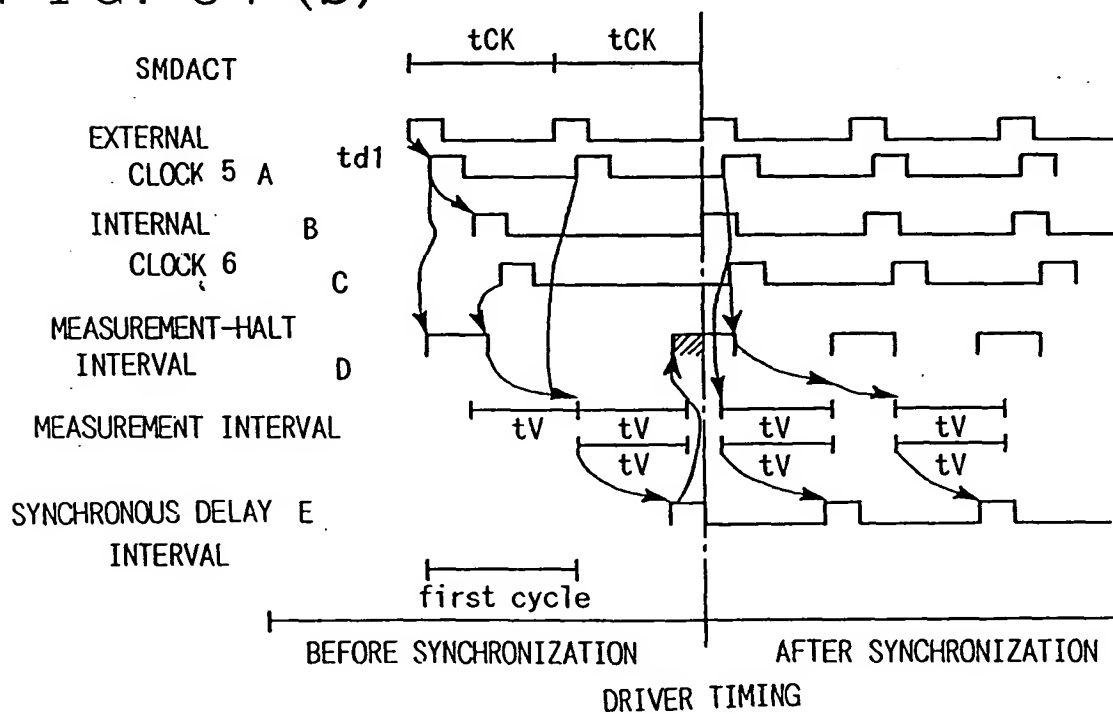 tCK tCK
SMDACT
EXTERNAL
CLOCK 5 A td1
INTERNAL B
CLOCK 6
C
MEASUREMENT-HALT
INTERVAL
D
MEASUREMENT INTERVAL tV tV tV tV
tV tV tV
SYNCHRONOUS DELAY E
INTERVAL
first cycle
BEFORE SYNCHRONIZATION AFTER SYNCHRONIZATION
DRIVER TIMING